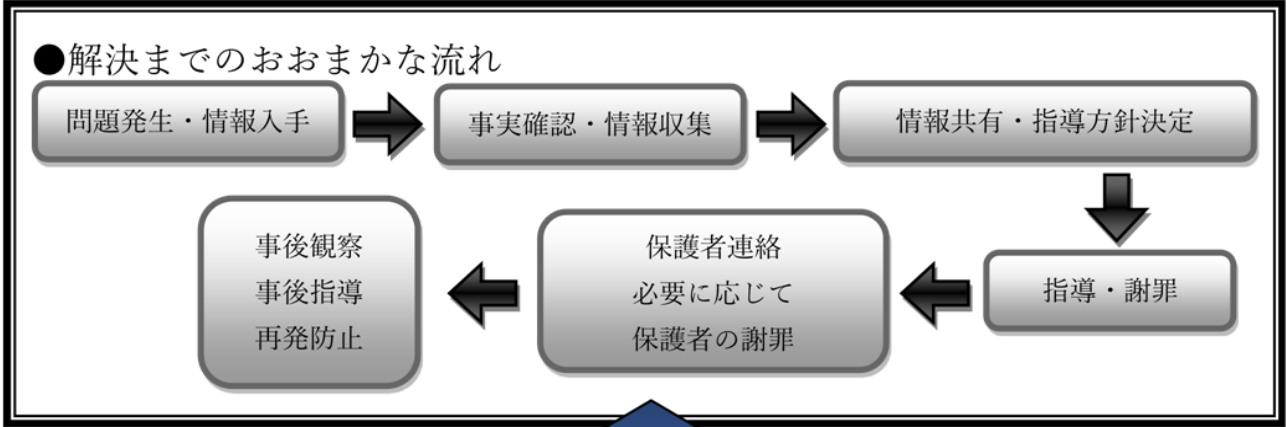 ●解決までのおおまかな流れ
問題発生・情報入手
事実確認・情報収集
情報共有・指導方針決定
指導・謝罪
保護者連絡
必要に応じて
保護者の謝罪
事後観察
事後指導
再発防止